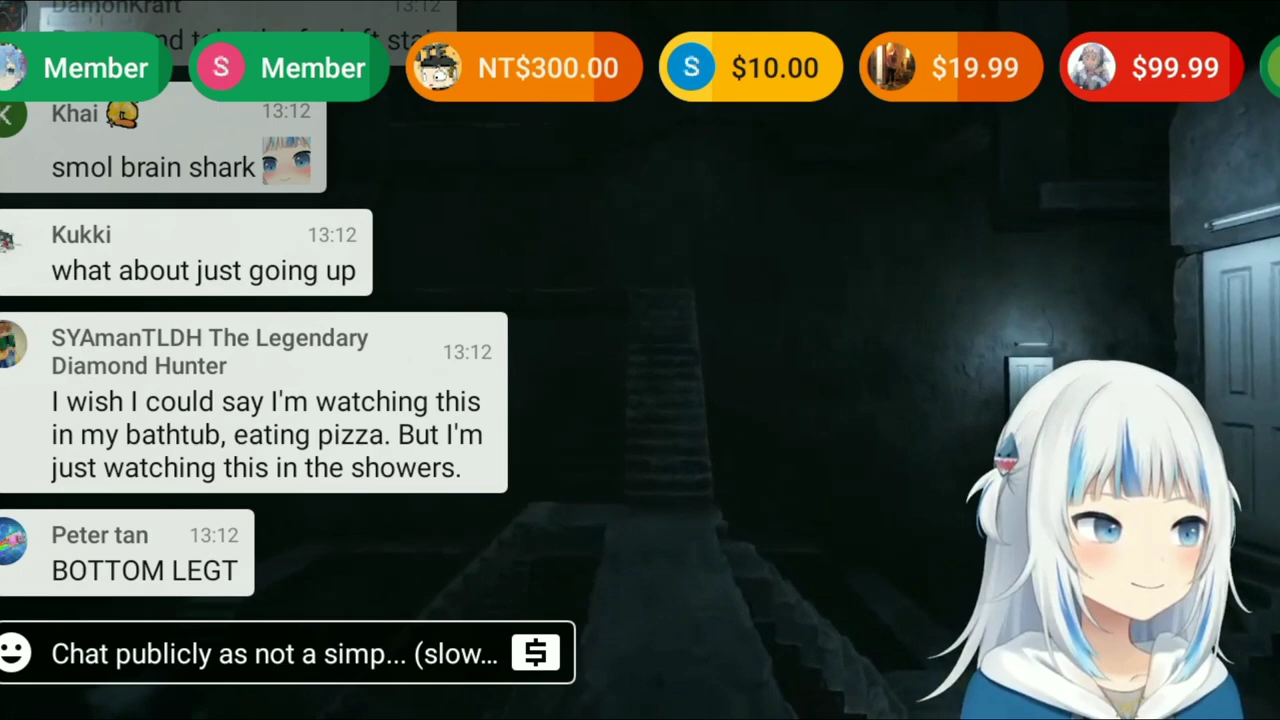 DamonKraft 13:12
Member
S Member
NT$300.00
S $10.00
$19.99
$99.99
K Khai 13:12
smol brain shark
Kukki 13:12
what about just going up
SYAmanTLDH The Legendary
Diamond Hunter 13:12
I wish I could say I'm watching this
in my bathtub, eating pizza. But I'm
just watching this in the showers.
Peter tan 13:12
BOTTOM LEGT
Chat publicly as not a simp... (slow...
$